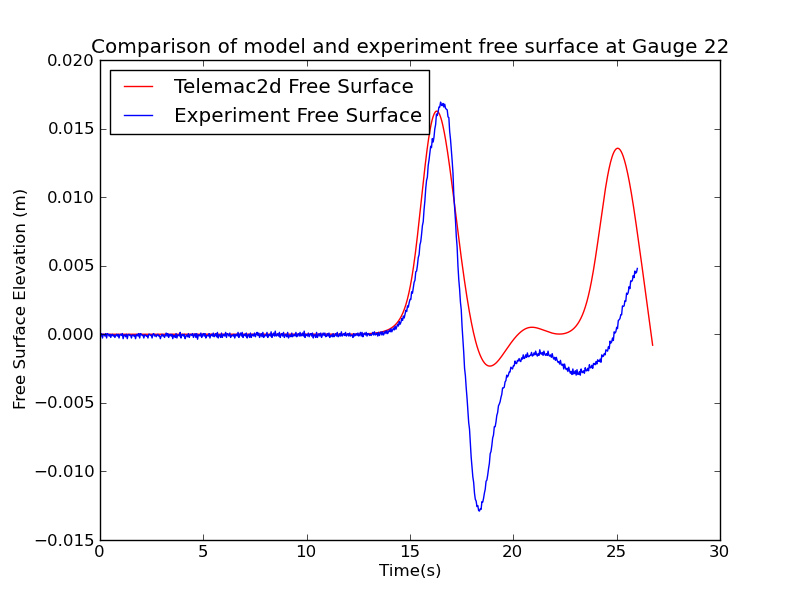 Comparison of model and experiment free surface at Gauge 22
Telemac2d Free Surface
Experiment Free Surface
Free Surface Elevation (m)
0.020
0.015
0.010
0.005
0.000
−0.005
−0.010
−0.015
0 5 10 15 20 25 30
Time(s)